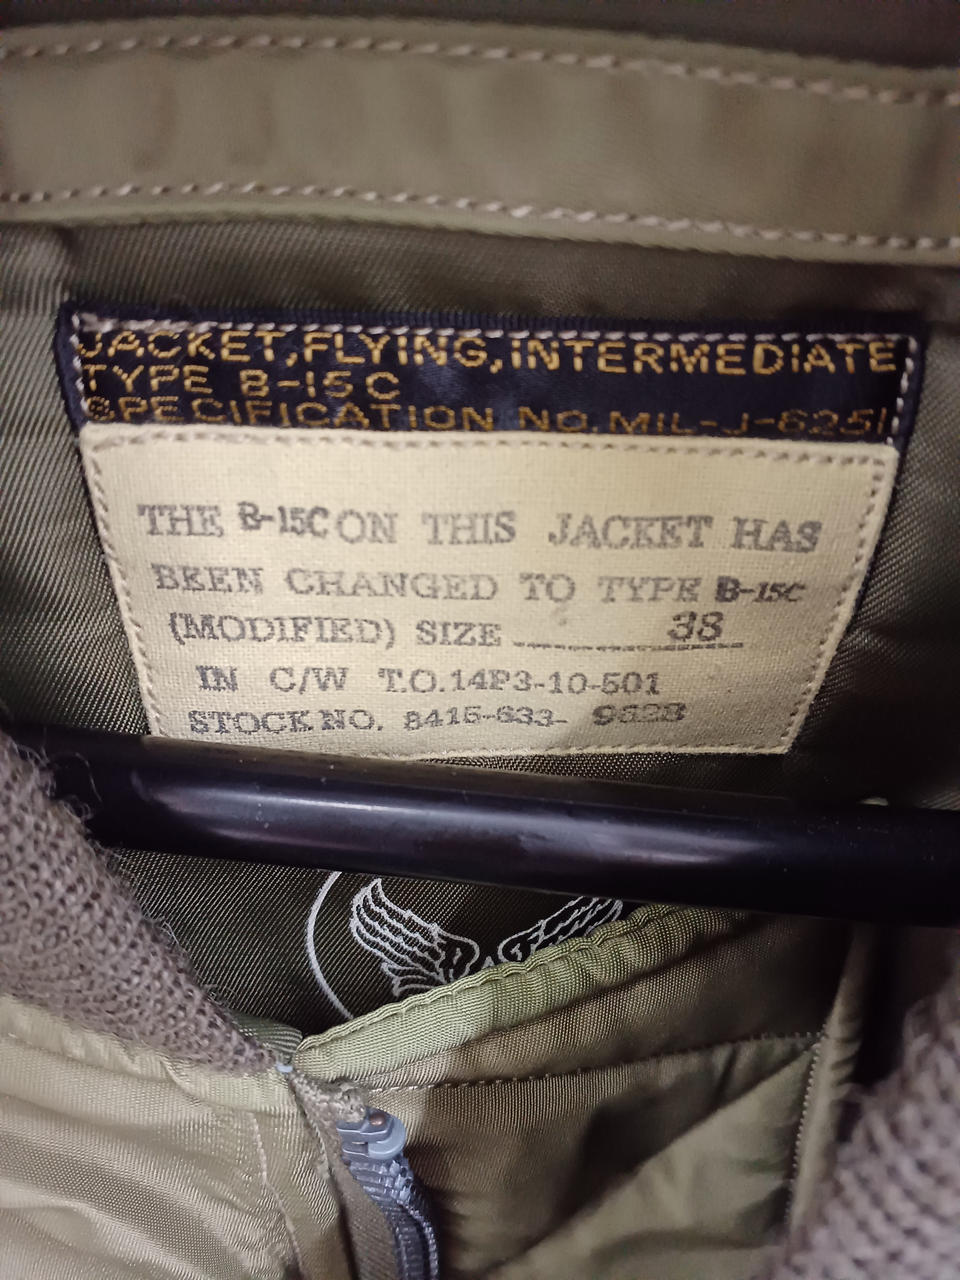 JACKET,FLYING,INTERMEDIATE
TYPE B-15C
SPECIFICATION NO.MIL-J-6251
THE B-15C ON THIS JACKET HAS
BEEN CHANGED TO TYPE B-15C
(MODIFIED) SIZE 38
IN C/W T.O.14P3-10-501
STOCK NO. 8415-633-9628